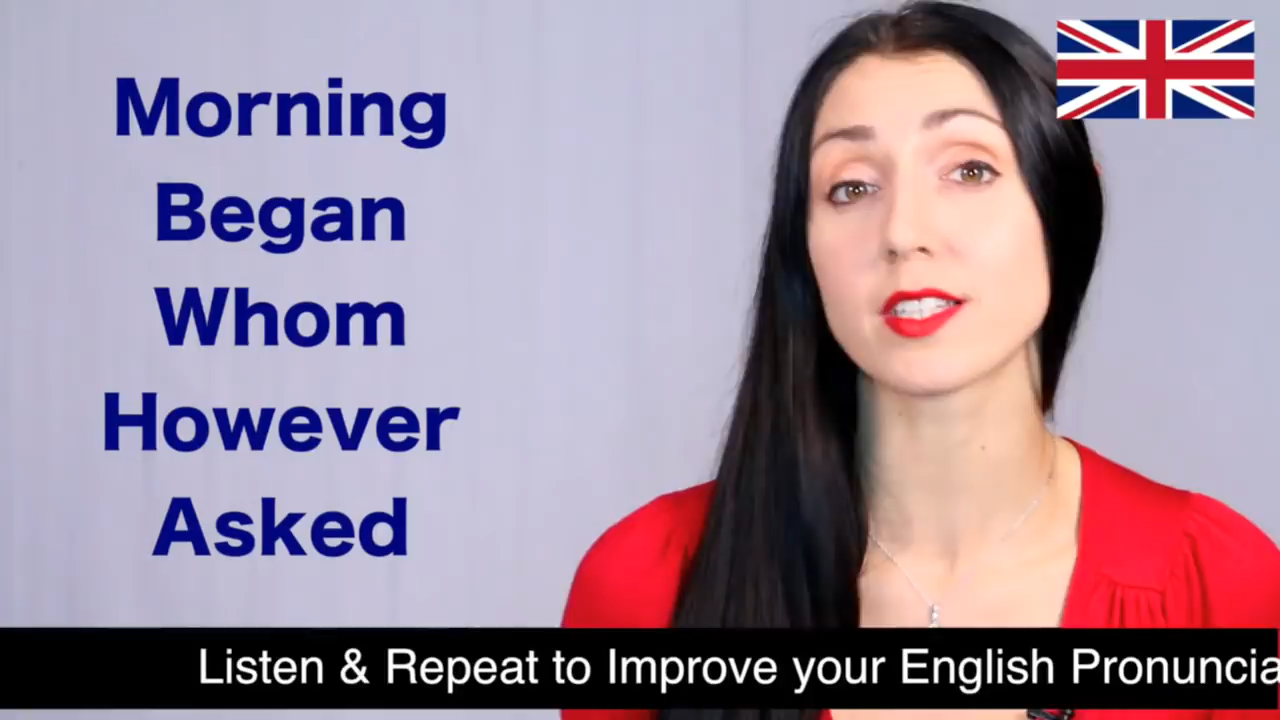 Morning
Began
Whom
However
Asked
Listen & Repeat to Improve your English Pronuncia